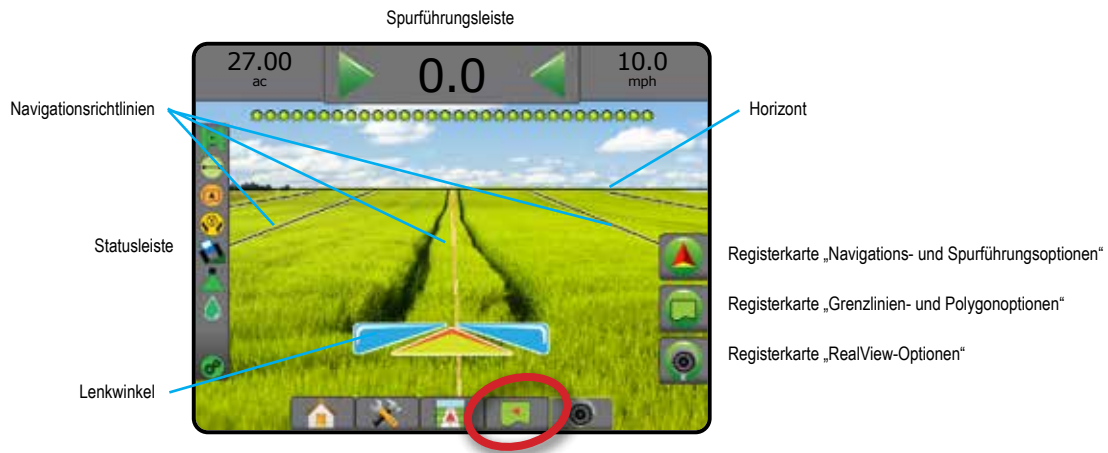 Spurführungsleiste
27.00
ac
0.0
10.0
mph
Navigationsrichtlinien
Horizont
Statusleiste
Registerkarte „Navigations- und Spurführungsoptionen“
Registerkarte „Grenzlinien- und Polygonoptionen“
Registerkarte „RealView-Optionen“
Lenkwinkel